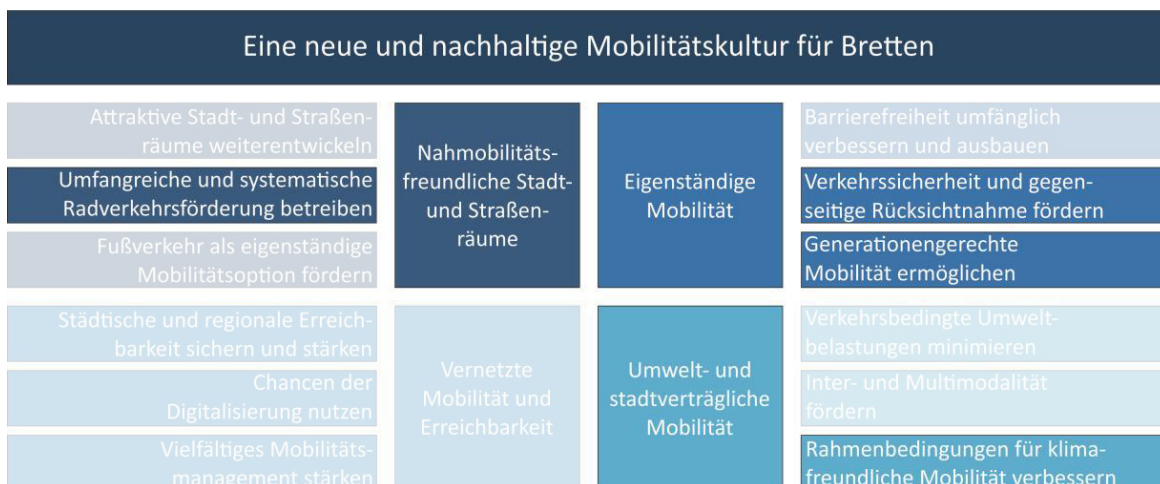 Eine neue und nachhaltige Mobilitätskultur für Bretten
Attraktive Stadt- und Straßen-
räume weiterentwickeln
Umfangreiche und systematische
Radverkehrsförderung betreiben
Fußverkehr als eigenständige
Mobilitätsoption fördern
Nahmobilitäts-
freundliche Stadt-
und Straßen-
räume
Eigenständige
Mobilität
Barrierefreiheit umfänglich
verbessern und ausbauen
Verkehrssicherheit und gegen-
seitige Rücksichtnahme fördern
Generationengerechte
Mobilität ermöglichen
Städtische und regionale Erreich-
barkeit sichern und stärken
Chancen der
Digitalisierung nutzen
Vielfältiges Mobilitäts-
management stärken
Vernetzte
Mobilität und
Erreichbarkeit
Umwelt- und
stadtverträgliche
Mobilität
Verkehrsbedingte Umwelt-
belastungen minimieren
Inter- und Multimodalität
fördern
Rahmenbedingungen für klima-
freundliche Mobilität verbessern